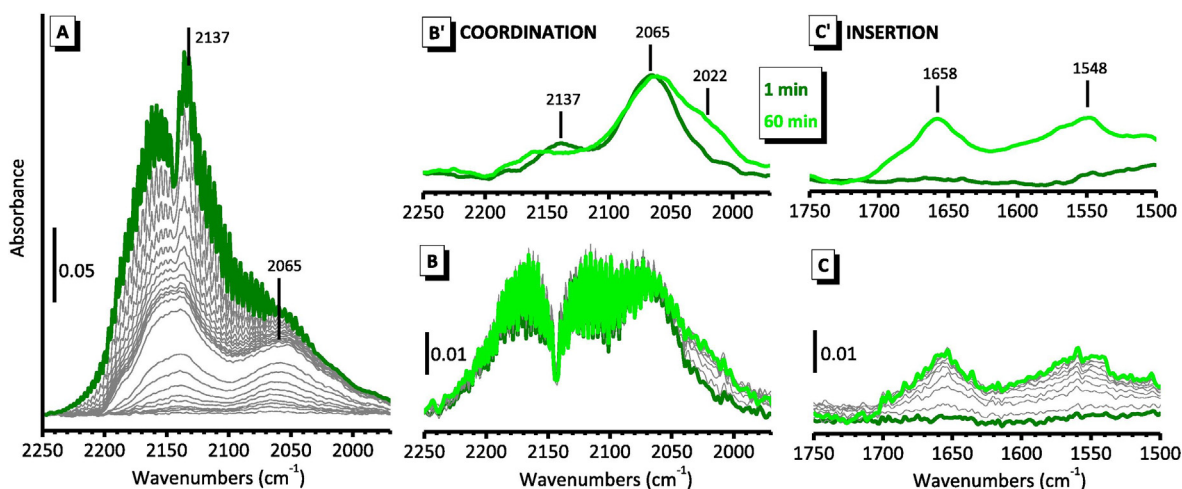 A
2137
2065
Absorbance
0.05
2250 2200 2150 2100 2050 2000
Wavenumbers (cm-1)
B' COORDINATION
2065
2137
2022
2250 2200 2150 2100 2050 2000
1 min
60 min
C' INSERTION
1658
1548
1750 1700 1650 1600 1550 1500
B
0.01
2250 2200 2150 2100 2050 2000
Wavenumbers (cm-1)
C
0.01
1750 1700 1650 1600 1550 1500
Wavenumbers (cm-1)